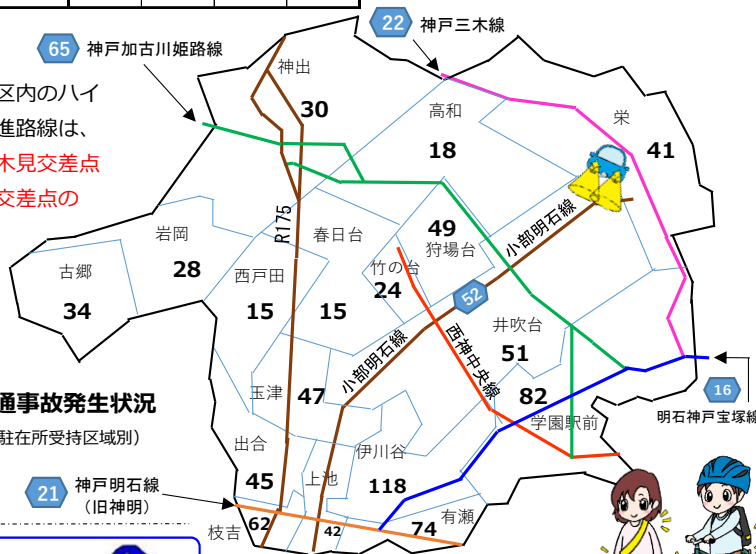 65 神戸加古川姫路線
22 神戸三木線
区内のハイ
進路線は、
木見交差点
交差点の
神出
30
高和
18
栄
41
岩岡
28
古郷
34
R175
西戸田
15
春日台
15
竹の台
24
49
狩場台
小部明石線
52
小部明石線
西神中央線
井吹台
51
82
学園駅前
16
明石神戸宝塚線
通事故発生状況
駐在所受持区域別）
玉津
47
出合
45
上池
伊川谷
118
21 神戸明石線
（旧神明）
枝吉
62
42
74
有瀬